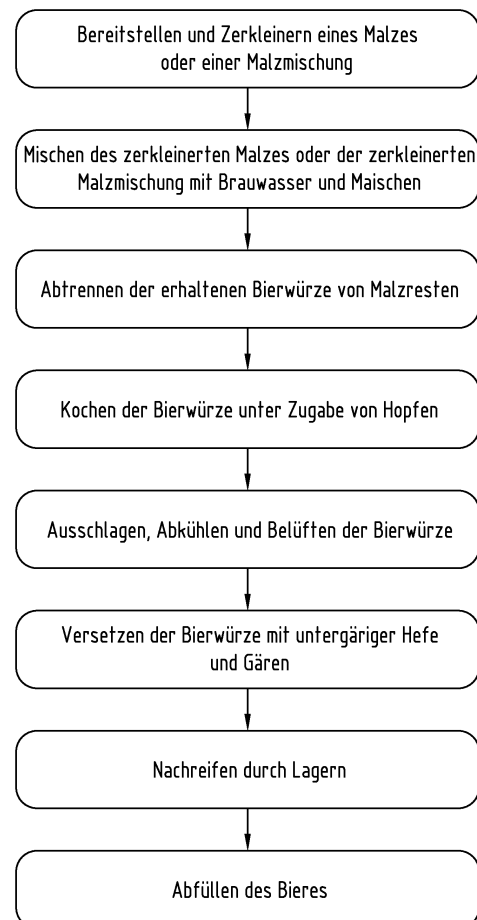 Bereitstellen und Zerkleinern eines Malzes
oder einer Malzmischung
Mischen des zerkleinerten Malzes oder der zerkleinerten
Malzmischung mit Brauwasser und Maischen
Abtrennen der erhaltenen Bierwürze von Malzresten
Kochen der Bierwürze unter Zugabe von Hopfen
Ausschlagen, Abkühlen und Belüften der Bierwürze
Versetzen der Bierwürze mit untergäriger Hefe
und Gären
Nachreifen durch Lagern
Abfüllen des Bieres